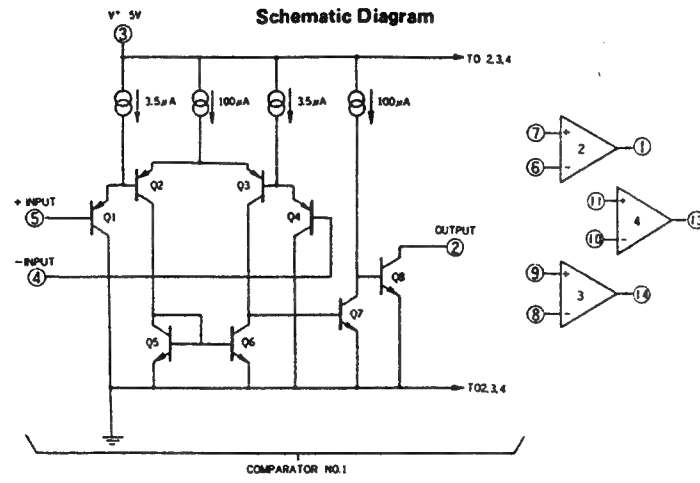 Schematic Diagram
V+ 5V
3
TO 2,3,4
3.5μA
100μA
3.5μA
100μA
+ INPUT
5
Q1
Q2
Q3
Q4
-INPUT
4
OUTPUT
2
Q8
Q7
Q5
Q6
TO2,3,4
COMPARATOR NO.1
7
+
6
-
2
1
11
+
10
-
4
13
9
+
8
-
3
14